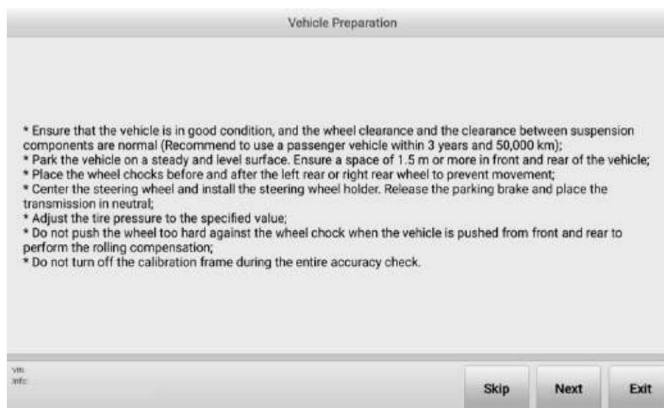 Vehicle Preparation
* Ensure that the vehicle is in good condition, and the wheel clearance and the clearance between suspension
components are normal (Recommend to use a passenger vehicle within 3 years and 50,000 km);
* Park the vehicle on a steady and level surface. Ensure a space of 1.5 m or more in front and rear of the vehicle;
* Place the wheel chocks before and after the left rear or right rear wheel to prevent movement;
* Center the steering wheel and install the steering wheel holder. Release the parking brake and place the
transmission in neutral;
* Adjust the tire pressure to the specified value;
* Do not push the wheel too hard against the wheel chock when the vehicle is pushed from front and rear to
perform the rolling compensation;
* Do not turn off the calibration frame during the entire accuracy check.
Skip Next Exit